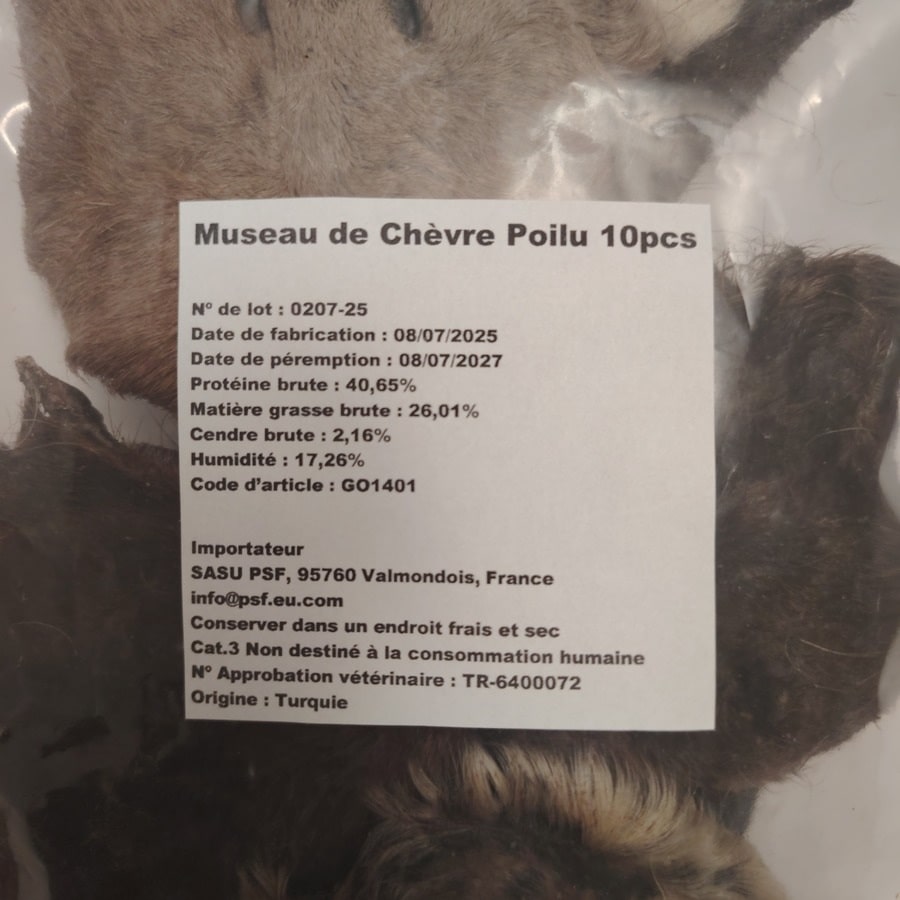 Museau de Chèvre Poilu 10pcs
N° de lot : 0207-25
Date de fabrication : 08/07/2025
Date de péremption : 08/07/2027
Protéine brute : 40,65%
Matière grasse brute : 26,01%
Cendre brute : 2,16%
Humidité : 17,26%
Code d'article : GO1401
Importateur
SASU PSF, 95760 Valmondois, France
info@psf.eu.com
Conserver dans un endroit frais et sec
Cat.3 Non destiné à la consommation humaine
N° Approbation vétérinaire : TR-6400072
Origine : Turquie